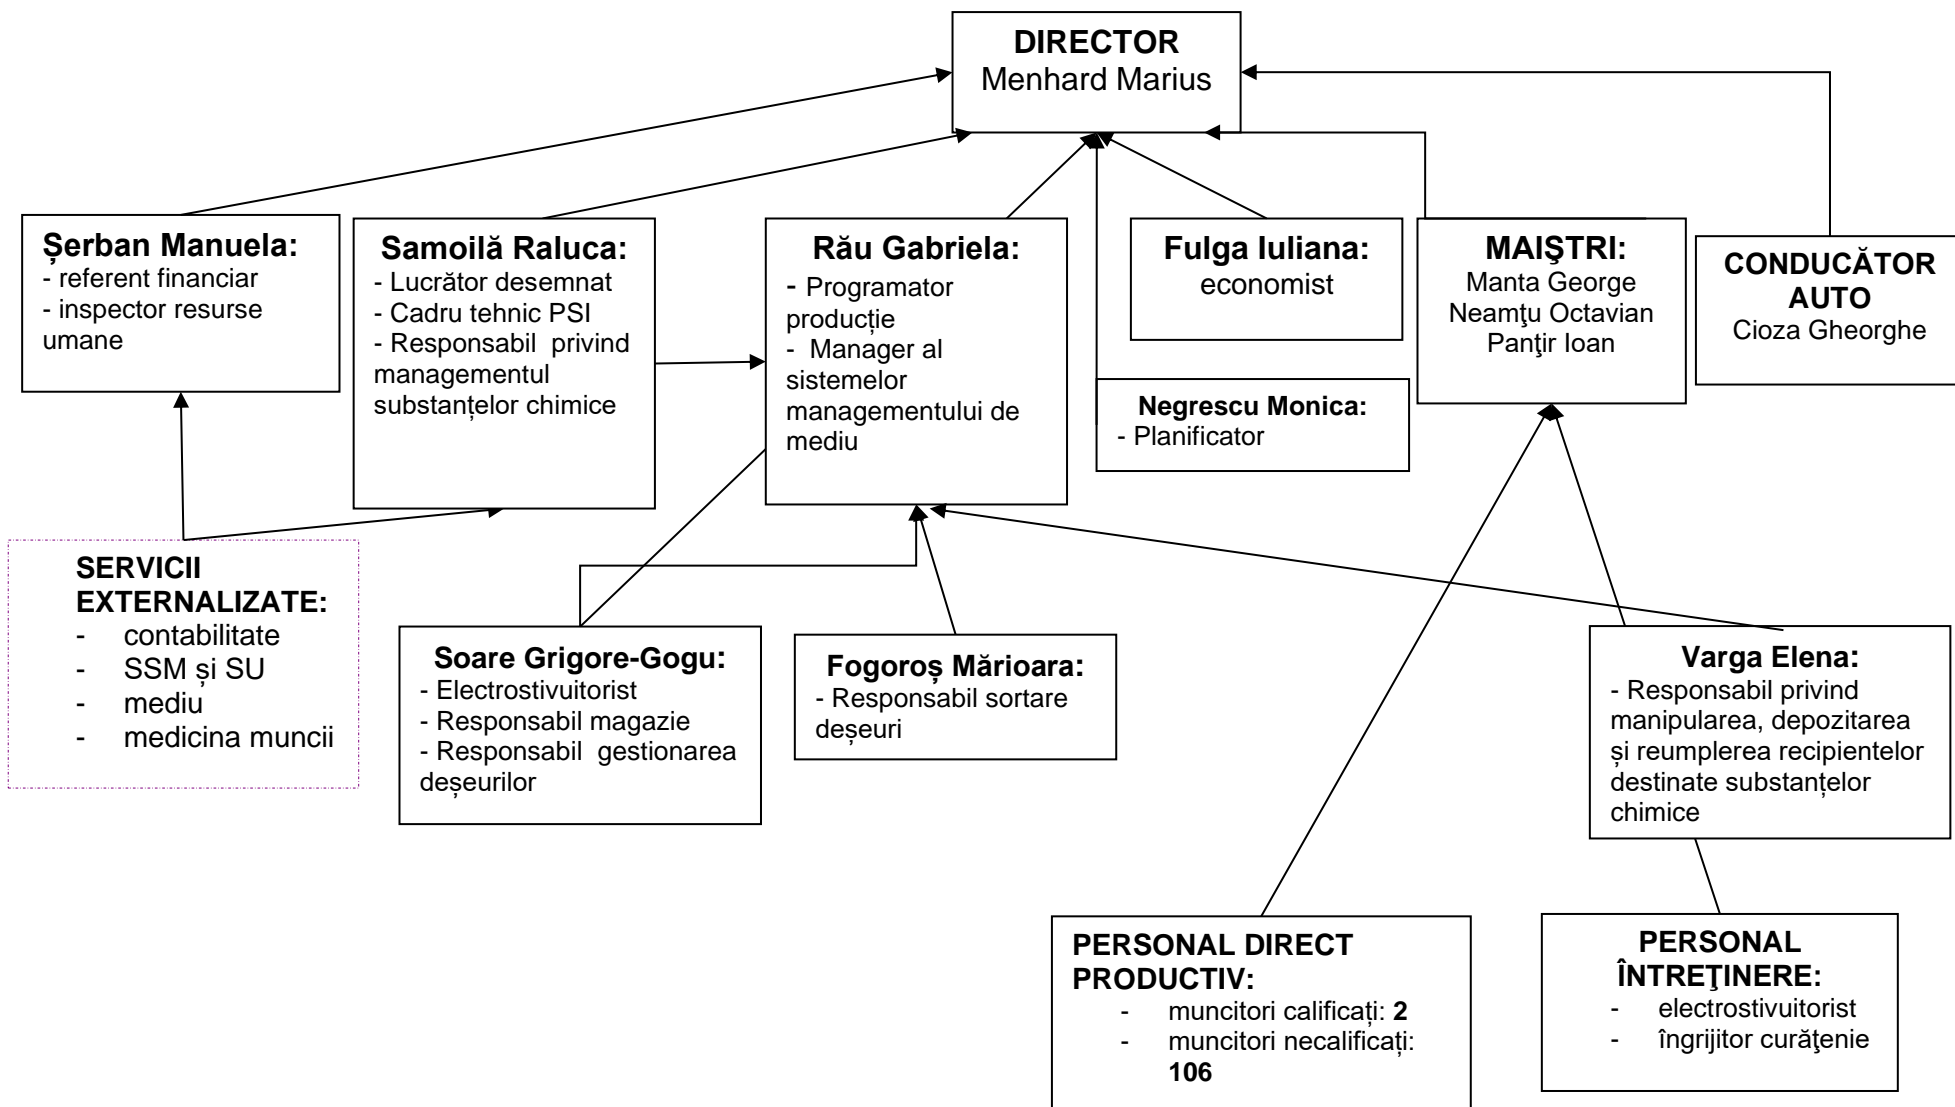 DIRECTOR
Menhard Marius
Șerban Manuela:
- referent financiar
- inspector resurse
umane
Samoilă Raluca:
- Lucrător desemnat
- Cadru tehnic PSI
- Responsabil privind
managementul
substanțelor chimice
Rău Gabriela:
- Programator
producție
- Manager al
sistemelor
managementului de
mediu
Fulga Iuliana:
economist
Negrescu Monica:
- Planificator
MAIŞTRI:
Manta George
Neamţu Octavian
Panţir Ioan
CONDUCĂTOR
AUTO
Cioza Gheorghe
SERVICII
EXTERNALIZATE:
- contabilitate
- SSM și SU
- mediu
- medicina muncii
Soare Grigore-Gogu:
- Electrostivuitorist
- Responsabil magazie
- Responsabil gestionarea
deșeurilor
Fogoroș Mărioara:
- Responsabil sortare
deșeuri
Varga Elena:
- Responsabil privind
manipularea, depozitarea
și reumplerea recipientelor
destinate substanțelor
chimice
PERSONAL DIRECT
PRODUCTIV:
- muncitori calificați: 2
- muncitori necalificați:
106
PERSONAL
ÎNTREŢINERE:
- electrostivuitorist
- îngrijitor curăţenie